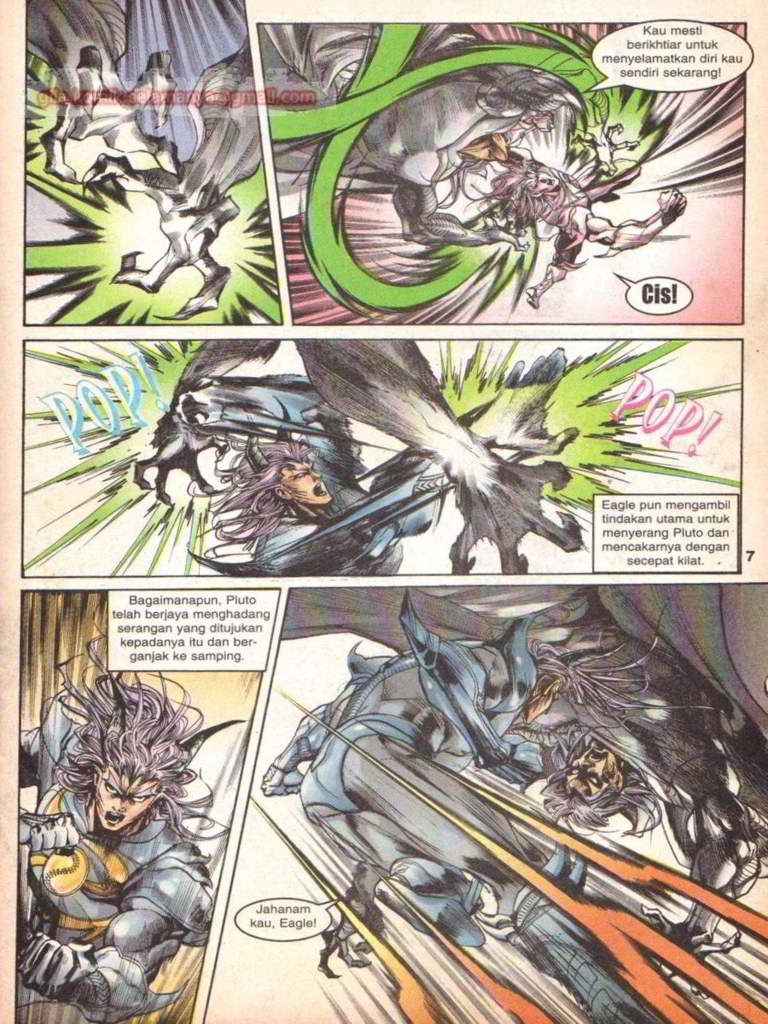 Kau mesti
berikhtiar untuk
menyelamatkan diri kau
sendiri sekarang!
Cis!
POP!
POP!
Eagle pun mengambil
tindakan utama untuk
menyerang Pluto dan
mencakarnya dengan
secepat kilat.
7
Bagaimanapun, Pluto
telah berjaya menghadang
serangan yang ditujukan
kepadanya itu dan ber-
ganjak ke samping.
Jahanam
kau, Eagle!